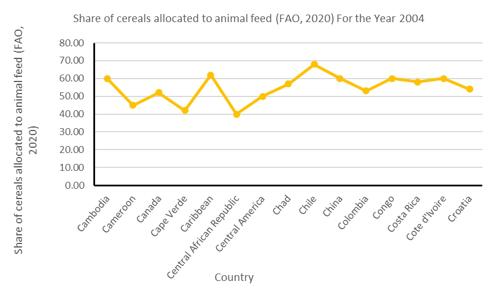 Share of cereals allocated to animal feed (FAO, 2020) For the Year 2004
Share of cereals allocated to animal feed (FAO,
2020)
80.00
70.00
60.00
50.00
40.00
30.00
20.00
10.00
0.00
Cambodia
Cameroon
Canada
Cape Verde
Caribbean
Central African Republic
Central America
Chad
Chile
China
Colombia
Congo
Costa Rica
Cote d'Ivoire
Croatia
Country